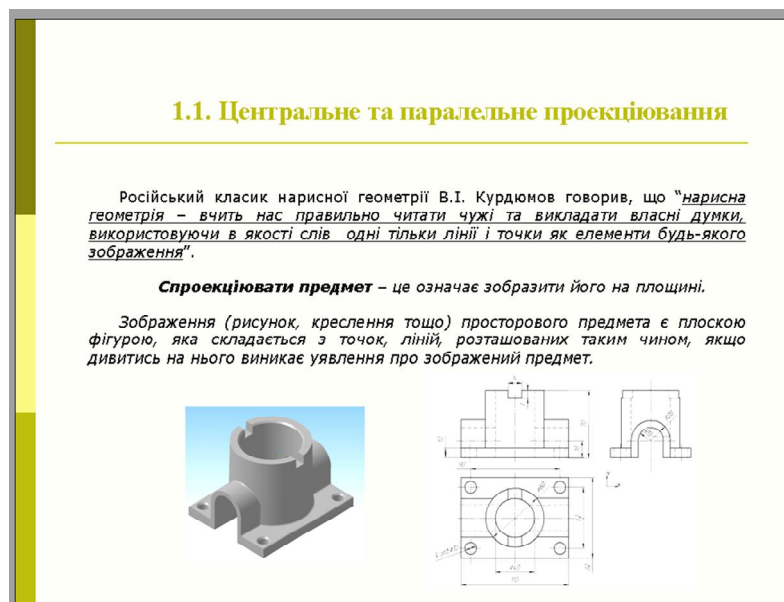 1.1. Центральне та паралельне проекціювання
Російський класик нарисної геометрії В.І. Курдюмов говорив, що “нарисна
геометрія – вчить нас правильно читати чужі та викладати власні думки,
використовуючи в якості слів одні тільки лінії і точки як елементи будь-якого
зображення”.
Спроекціювати предмет – це означає зобразити його на площині.
Зображення (рисунок, креслення тощо) просторового предмета є плоскою
фігурою, яка складається з точок, ліній, розташованих таким чином, якщо
дивитись на нього виникає уявлення про зображений предмет.